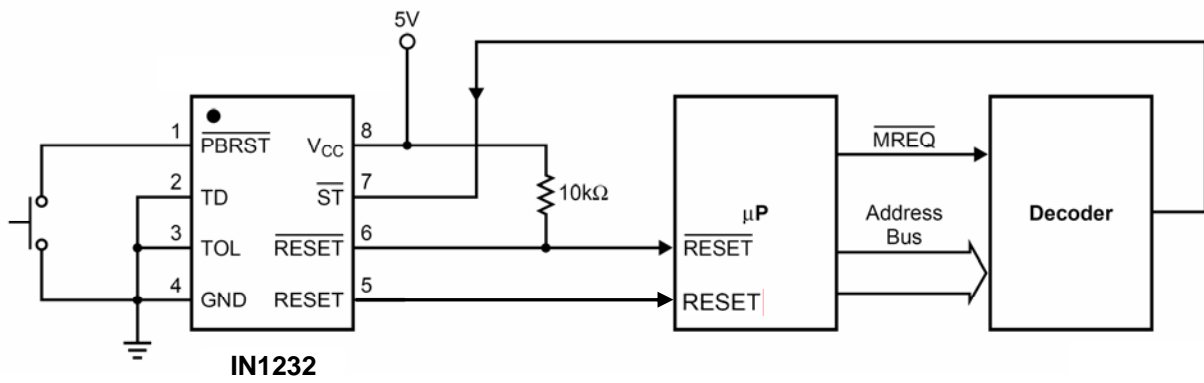 5V
1
PBRST
VCC
8
MREQ
2
TD
ST
7
10kΩ
μP
Decoder
Address
Bus
3
TOL
RESET
6
RESET
4
GND
RESET
5
RESET
IN1232